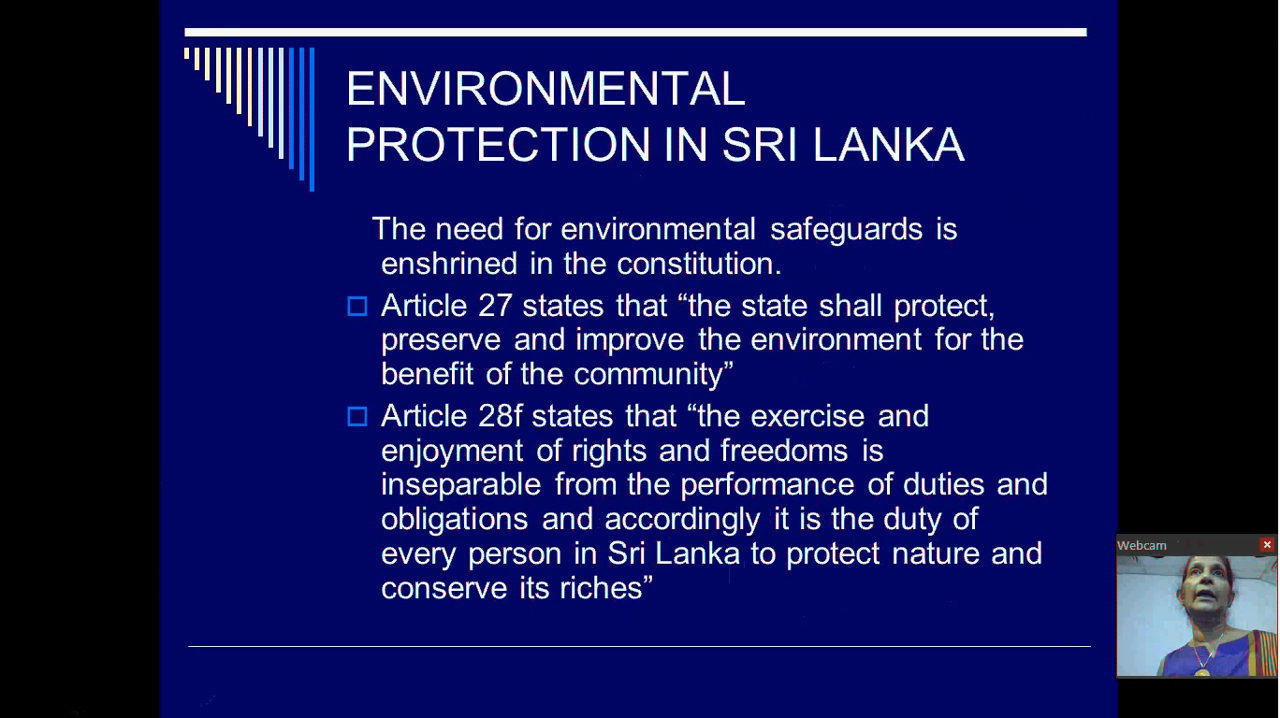 ENVIRONMENTAL
PROTECTION IN SRI LANKA
The need for environmental safeguards is
enshrined in the constitution.
Article 27 states that “the state shall protect,
preserve and improve the environment for the
benefit of the community”
Article 28f states that “the exercise and
enjoyment of rights and freedoms is
inseparable from the performance of duties and
obligations and accordingly it is the duty of
every person in Sri Lanka to protect nature and
conserve its riches”
Webcam